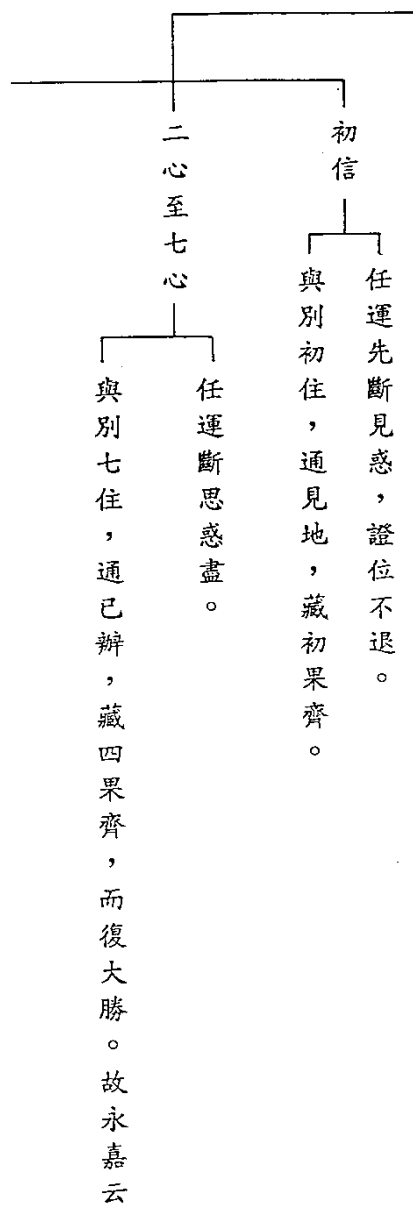 初信
任運先斷見惑，證位不退。
與別初住，通見地，藏初果齊。
二心至七心
任運斷思惑盡。
與別七住，通已辦，藏四果齊，而復大勝。故永嘉云